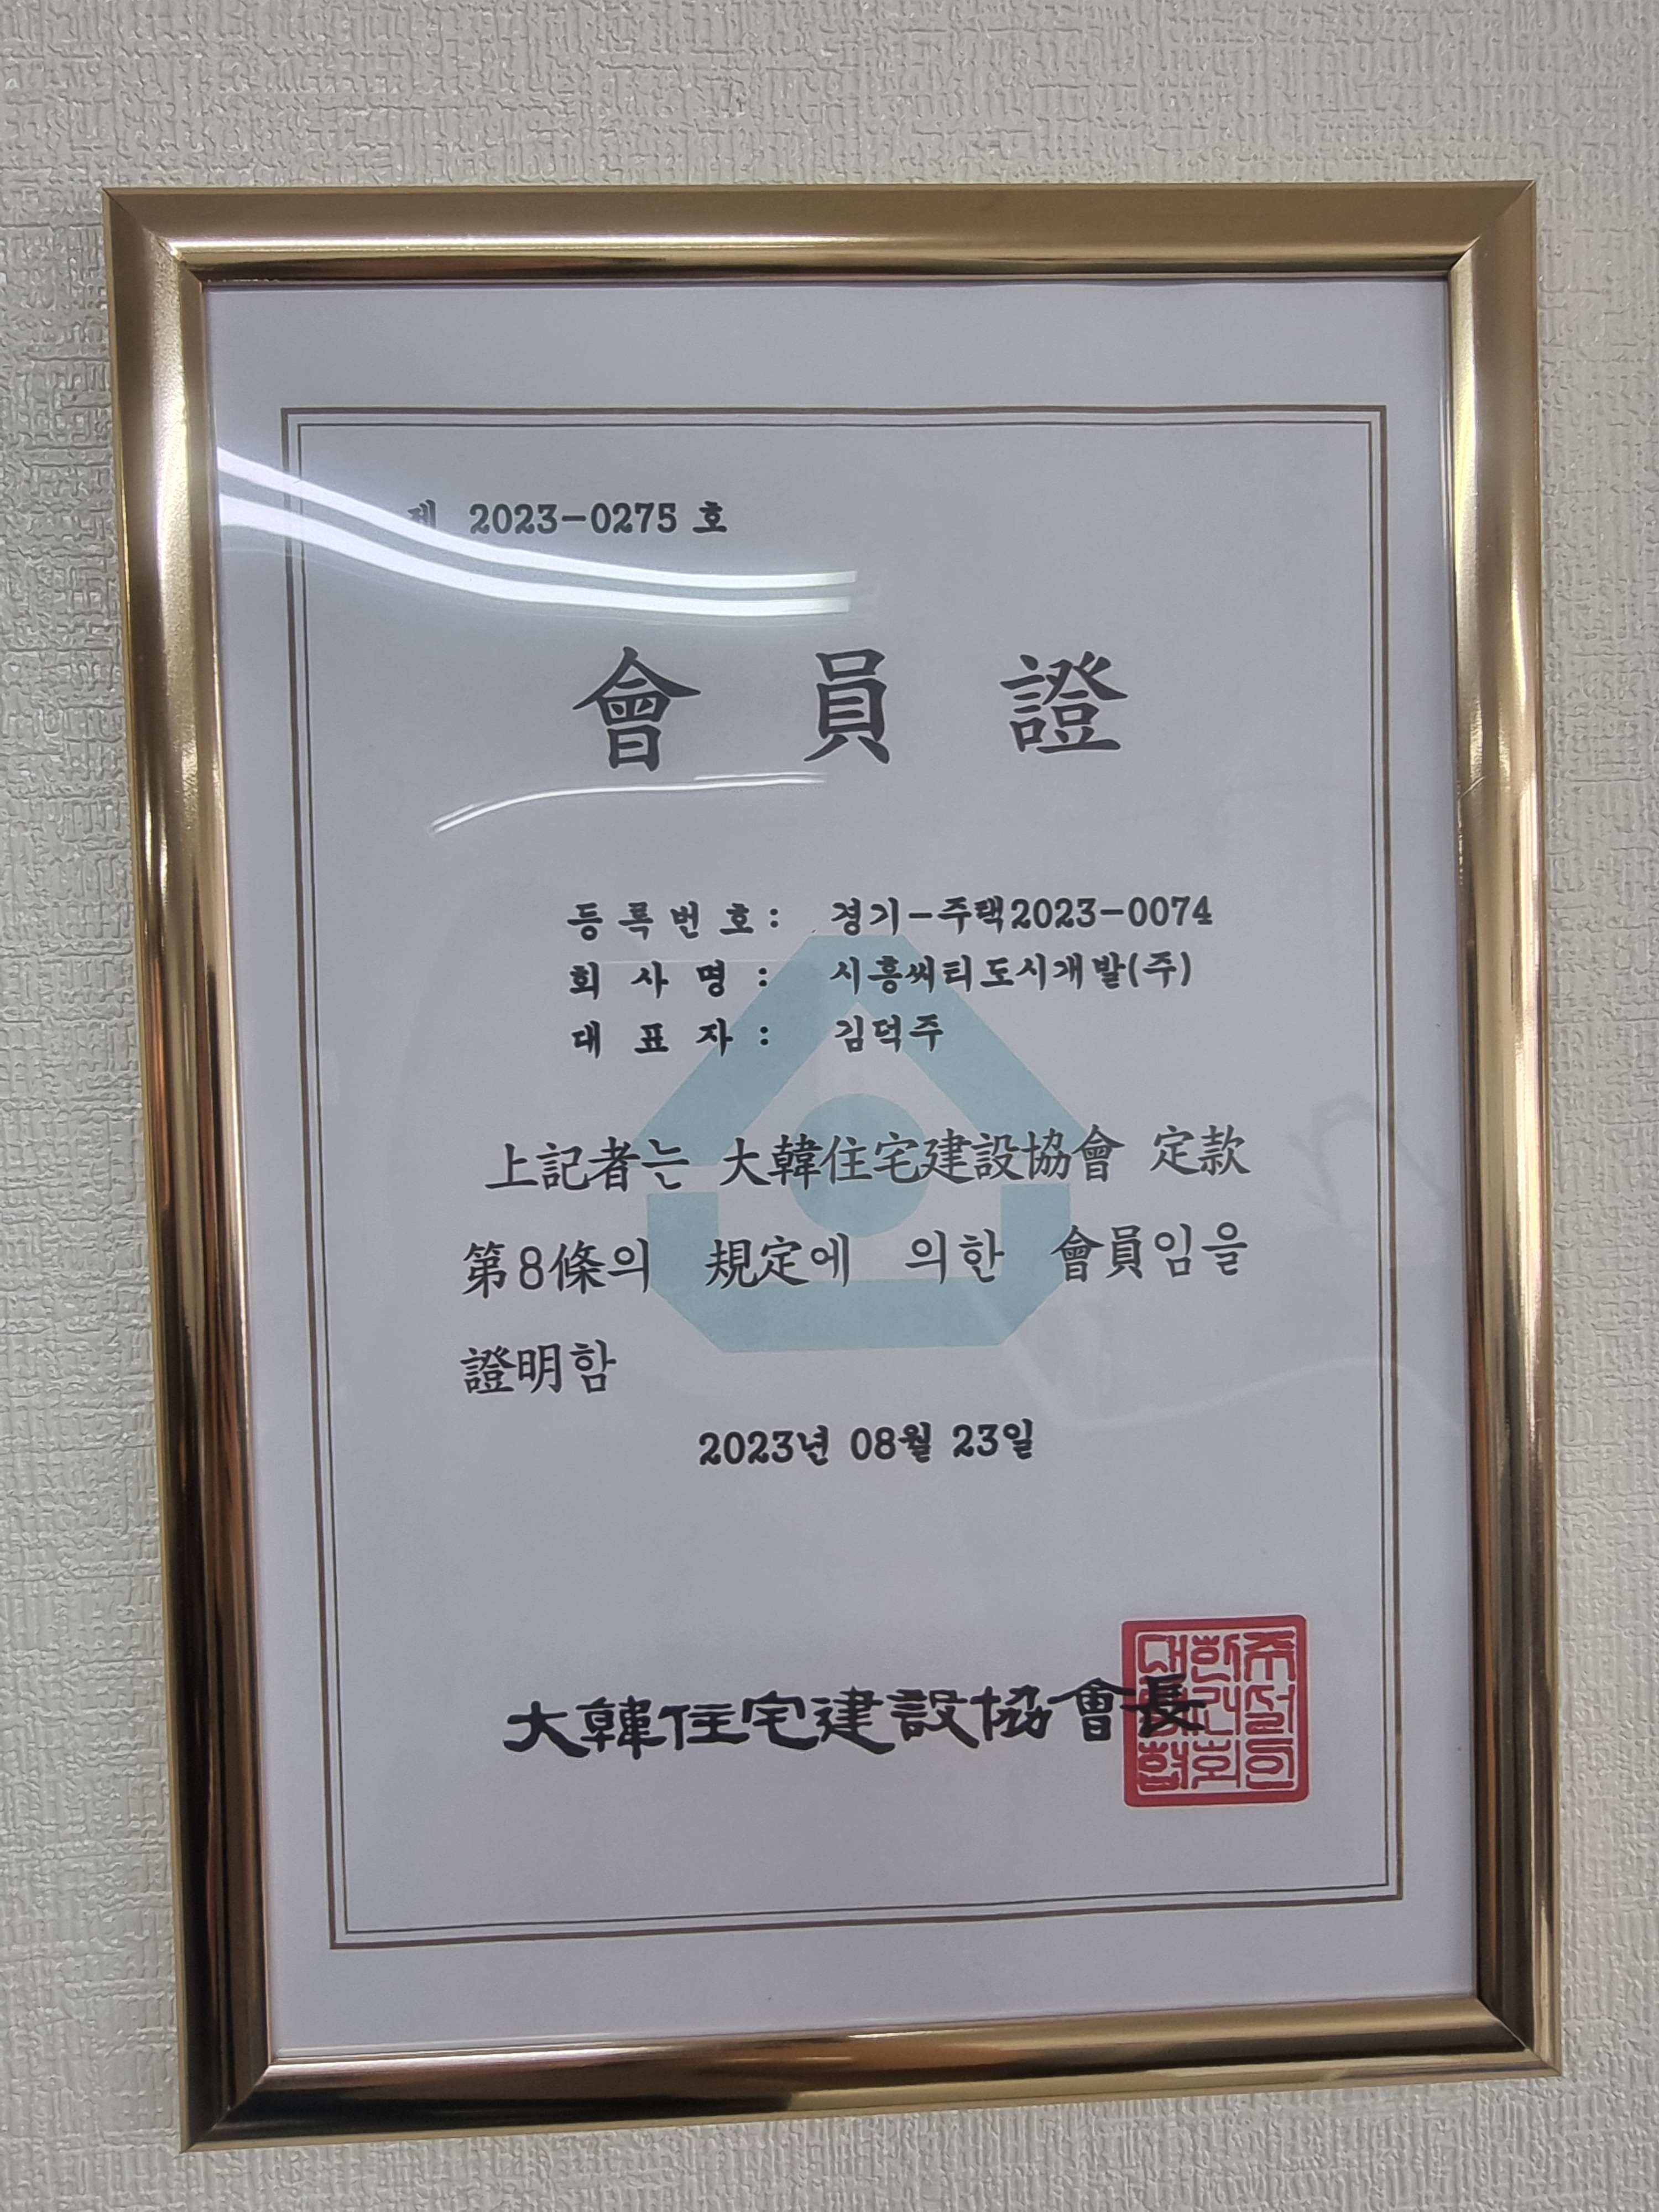 제 2023-0275 호
會 員 證
등 록 번 호 : 경기-주택2023-0074
회 사 명 : 시흥씨티도시개발(주)
대 표 자 : 김덕주
上記者는 大韓住宅建設協會 定款
第8條의 規定에 의한 會員임을
證明함
2023년 08월 23일
大韓住宅建設協會長